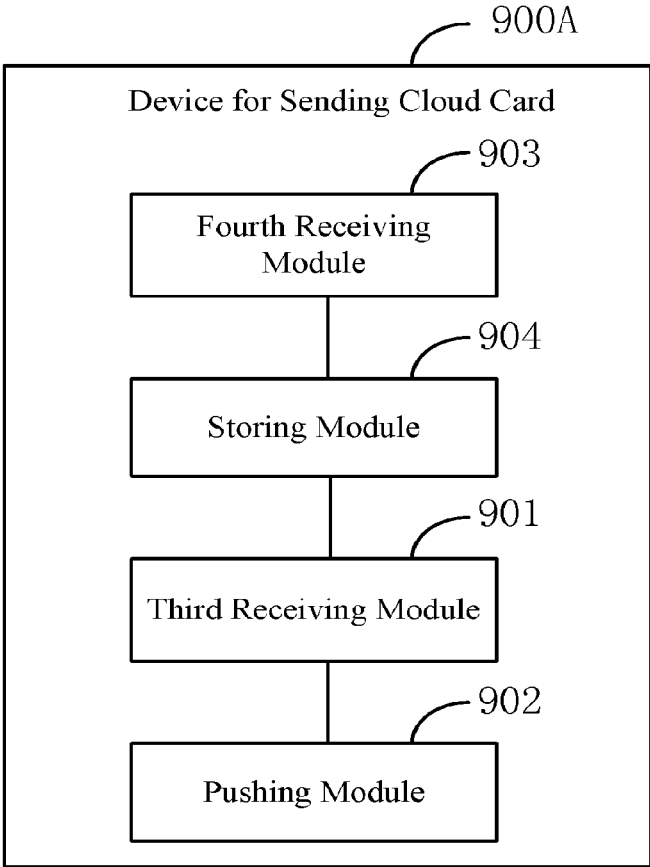 900A
Device for Sending Cloud Card
903
Fourth Receiving
Module
904
Storing Module
901
Third Receiving Module
902
Pushing Module